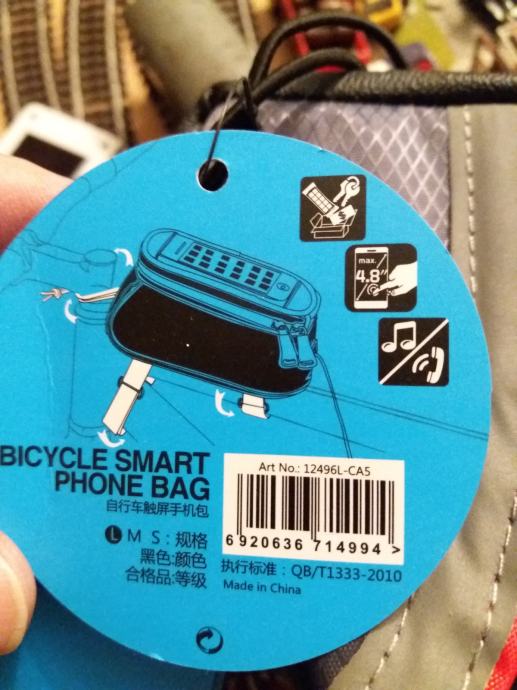 max.
4.8"
BICYCLE SMART
PHONE BAG
自行车触屏手机包
L M S:规格
黑色:颜色
合格品:等级
Art No.: 12496L-CA5
6 920636 714994 >
执行标准: QB/T1333-2010
Made in China